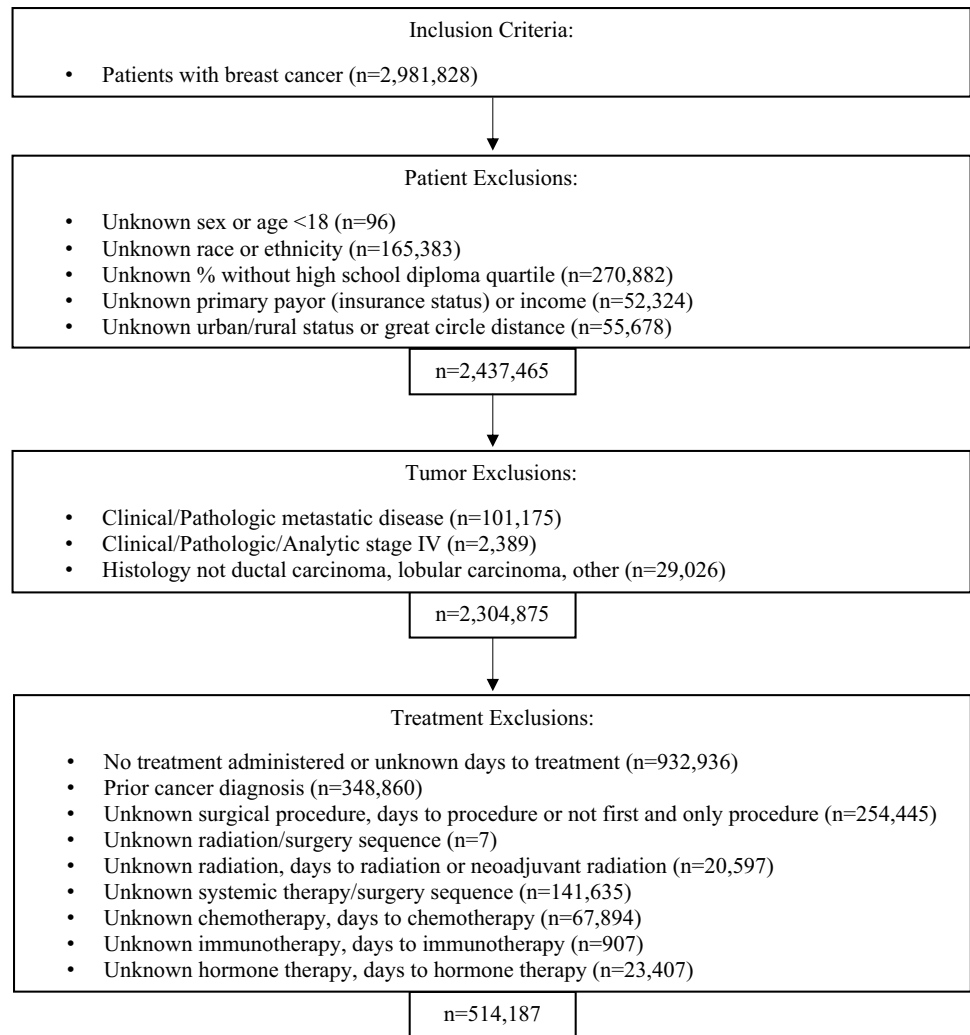 Inclusion Criteria:
• Patients with breast cancer (n=2,981,828)
Patient Exclusions:
• Unknown sex or age <18 (n=96)
• Unknown race or ethnicity (n=165,383)
• Unknown % without high school diploma quartile (n=270,882)
• Unknown primary payor (insurance status) or income (n=52,324)
• Unknown urban/rural status or great circle distance (n=55,678)
n=2,437,465
Tumor Exclusions:
• Clinical/Pathologic metastatic disease (n=101,175)
• Clinical/Pathologic/Analytic stage IV (n=2,389)
• Histology not ductal carcinoma, lobular carcinoma, other (n=29,026)
n=2,304,875
Treatment Exclusions:
• No treatment administered or unknown days to treatment (n=932,936)
• Prior cancer diagnosis (n=348,860)
• Unknown surgical procedure, days to procedure or not first and only procedure (n=254,445)
• Unknown radiation/surgery sequence (n=7)
• Unknown radiation, days to radiation or neoadjuvant radiation (n=20,597)
• Unknown systemic therapy/surgery sequence (n=141,635)
• Unknown chemotherapy, days to chemotherapy (n=67,894)
• Unknown immunotherapy, days to immunotherapy (n=907)
• Unknown hormone therapy, days to hormone therapy (n=23,407)
n=514,187